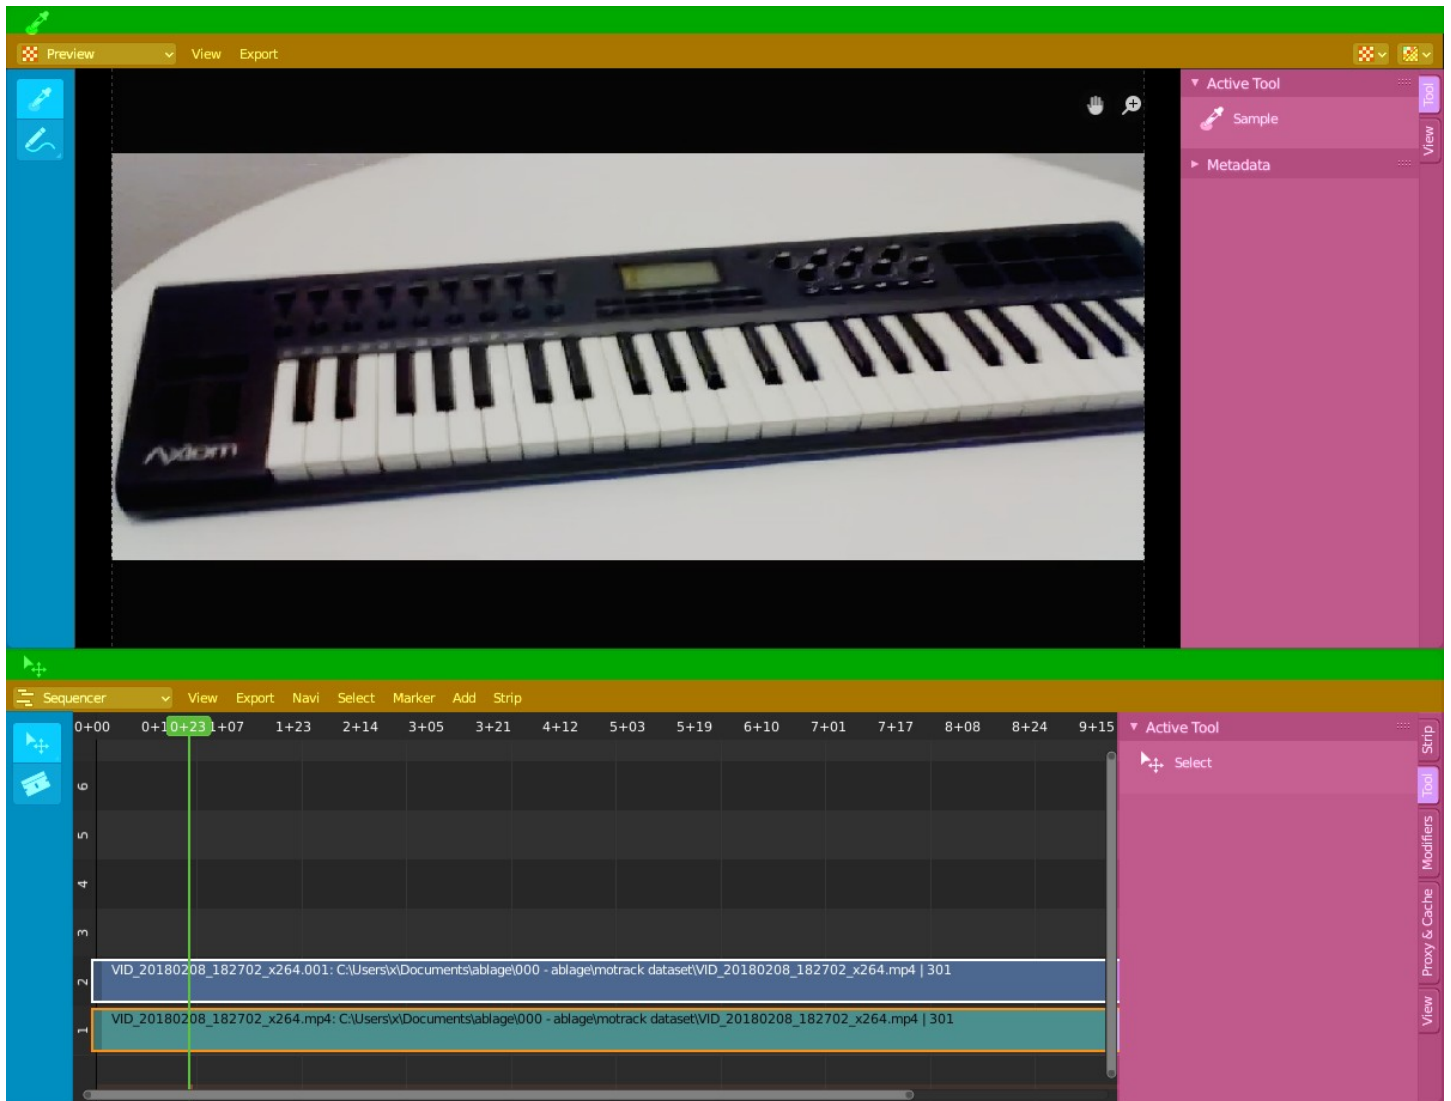 Preview View Export
Active Tool
Sample
Metadata
Tool
View
Axiom
Sequencer View Export Navi Select Marker Add Strip
0+00 0+1 0+23 1+07 1+23 2+14 3+05 3+21 4+12 5+03 5+19 6+10 7+01 7+17 8+08 8+24 9+15
6
5
4
3
2
1
VID_20180208_182702_x264.001: C:\Users\x\Documents\ablage\000 - ablage\motrack dataset\VID_20180208_182702_x264.mp4 | 301
VID_20180208_182702_x264.mp4: C:\Users\x\Documents\ablage\000 - ablage\motrack dataset\VID_20180208_182702_x264.mp4 | 301
Active Tool
Select
Strip
Tool
Modifiers
Proxy & Cache
View